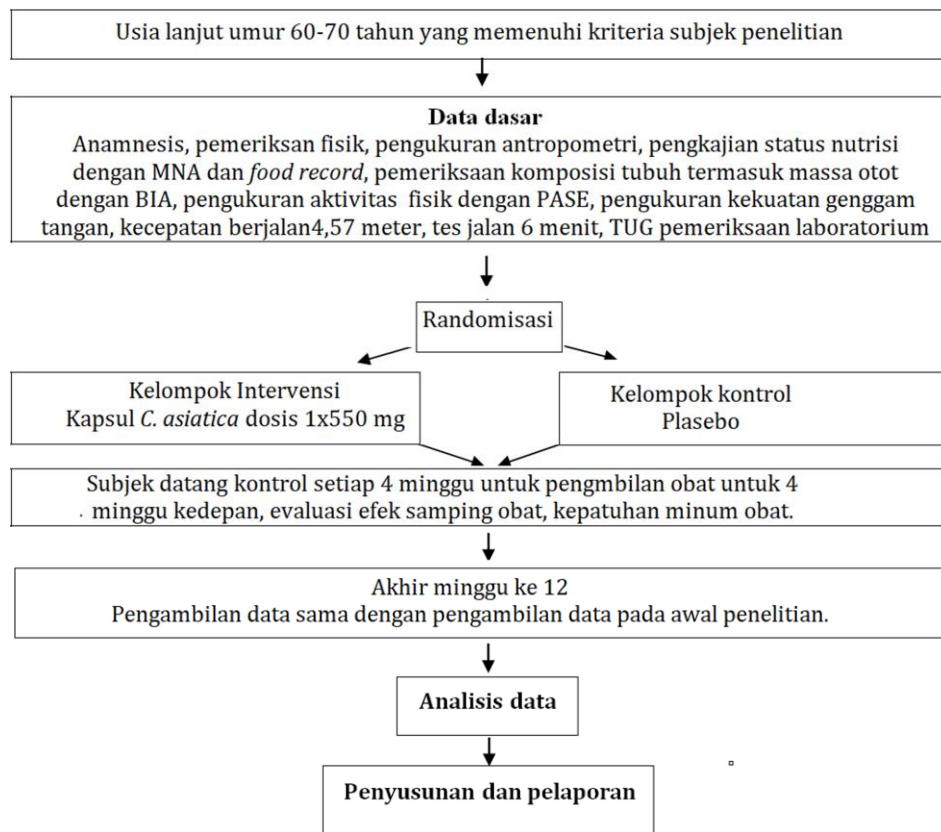 Usia lanjut umur 60-70 tahun yang memenuhi kriteria subjek penelitian
Data dasar
Anamnesis, pemeriksan fisik, pengukuran antropometri, pengkajian status nutrisi
dengan MNA dan food record, pemeriksaan komposisi tubuh termasuk massa otot
dengan BIA, pengukuran aktivitas fisik dengan PASE, pengukuran kekuatan genggam
tangan, kecepatan berjalan4,57 meter, tes jalan 6 menit, TUG pemeriksaan laboratorium
Randomisasi
Kelompok Intervensi
Kapsul C. asiatica dosis 1x550 mg
Kelompok kontrol
Plasebo
Subjek datang kontrol setiap 4 minggu untuk pengmbilan obat untuk 4
minggu kedepan, evaluasi efek samping obat, kepatuhan minum obat.
Akhir minggu ke 12
Pengambilan data sama dengan pengambilan data pada awal penelitian.
Analisis data
Penyusunan dan pelaporan